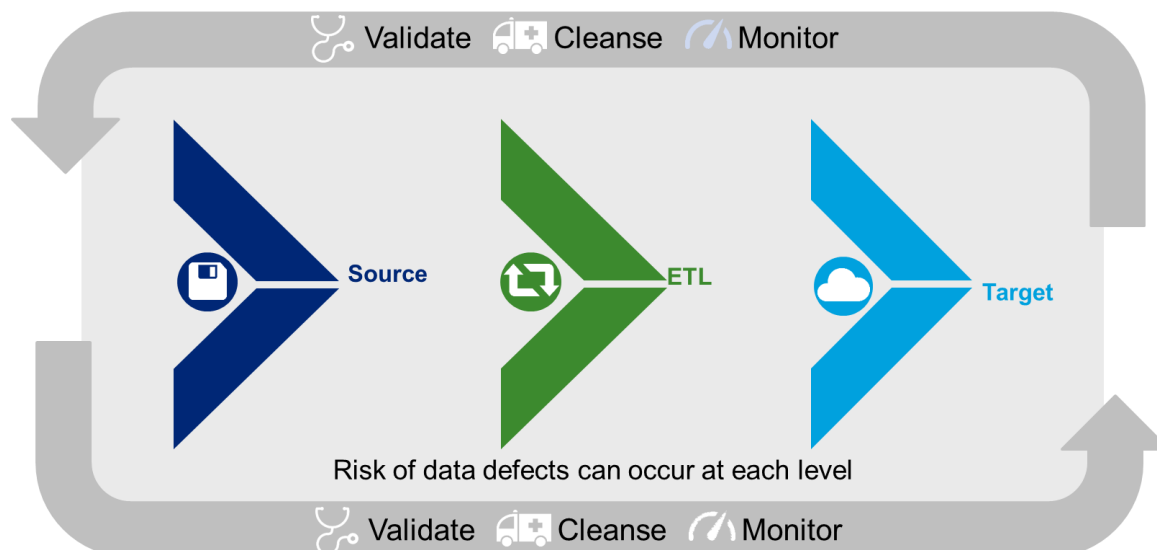 Validate Cleanse Monitor
Source
ETL
Target
Risk of data defects can occur at each level
Validate Cleanse Monitor